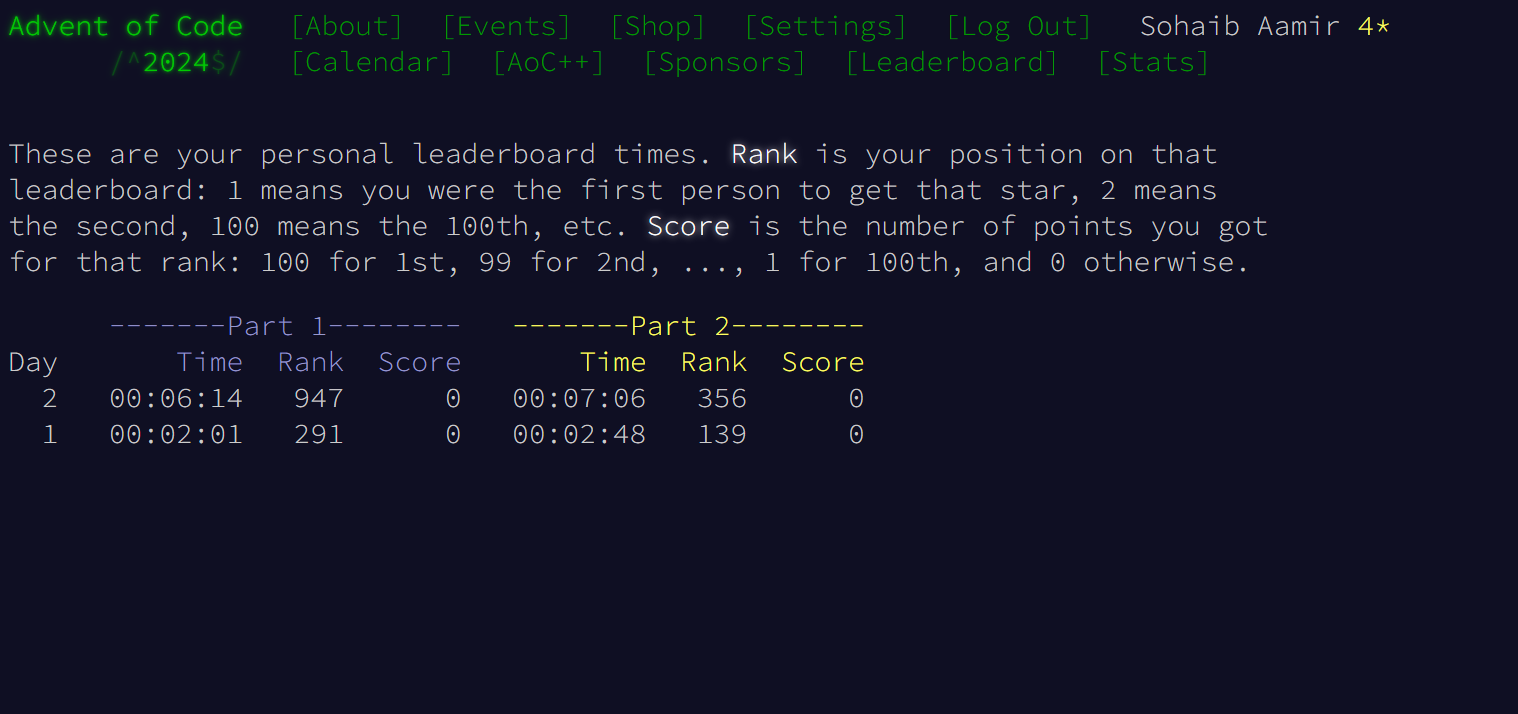 Advent of Code [About] [Events] [Shop] [Settings] [Log Out] Sohaib Aamir 4*
/^2024$/ [Calendar] [AoC++] [Sponsors] [Leaderboard] [Stats]
These are your personal leaderboard times. Rank is your position on that
leaderboard: 1 means you were the first person to get that star, 2 means
the second, 100 means the 100th, etc. Score is the number of points you got
for that rank: 100 for 1st, 99 for 2nd, ..., 1 for 100th, and 0 otherwise.
-------Part 1-------- -------Part 2--------
Day Time Rank Score Time Rank Score
2 00:06:14 947 0 00:07:06 356 0
1 00:02:01 291 0 00:02:48 139 0